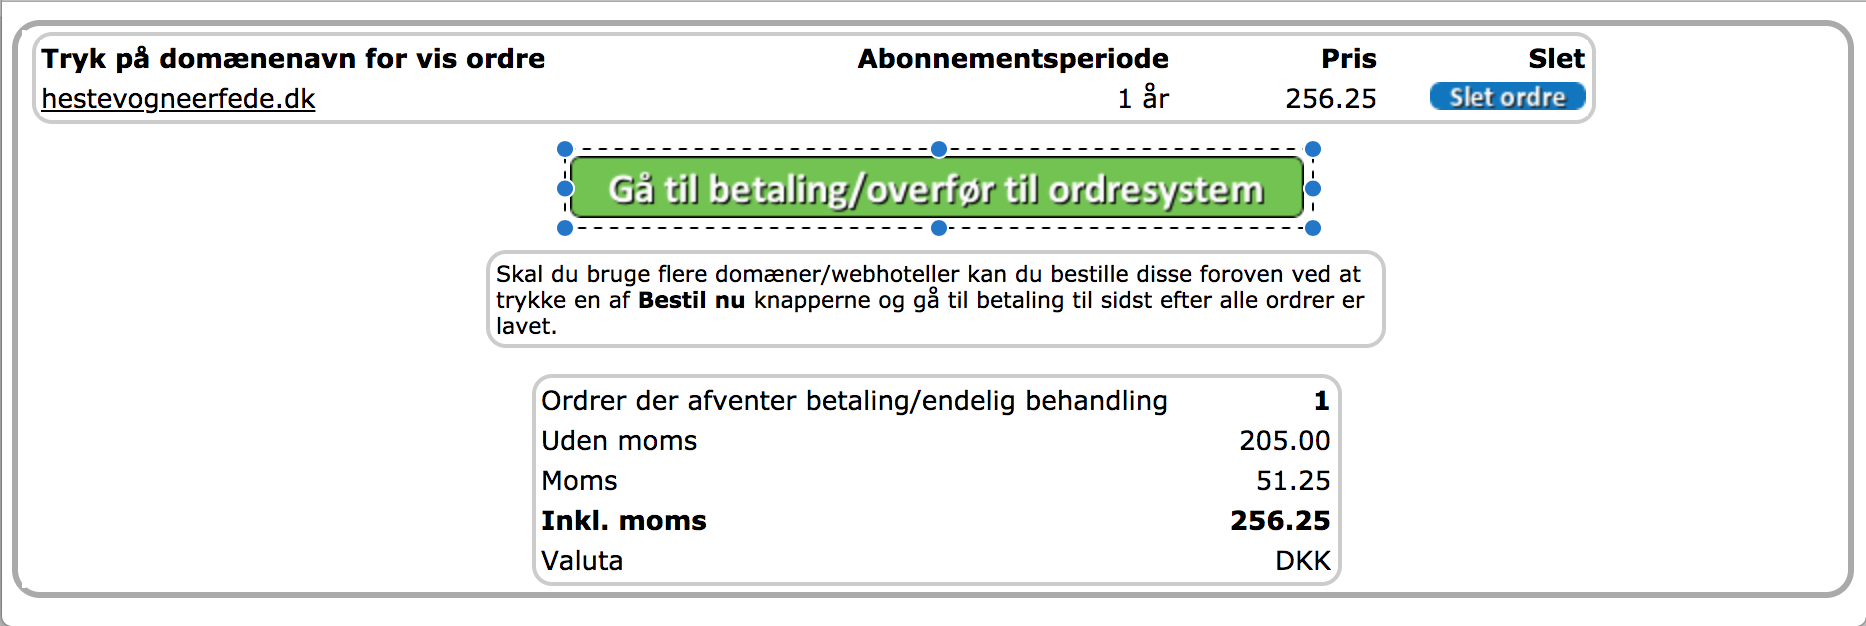 Tryk på domænenavn for vis ordre Abonnementsperiode Pris Slet
hestevogneerfede.dk 1 år 256.25 Slet ordre
Gå til betaling/overfør til ordresystem
Skal du bruge flere domæner/webhoteller kan du bestille disse foroven ved at
trykke en af Bestil nu knapperne og gå til betaling til sidst efter alle ordrer er
lavet.
Ordrer der afventer betaling/endelig behandling 1
Uden moms 205.00
Moms 51.25
Inkl. moms 256.25
Valuta DKK